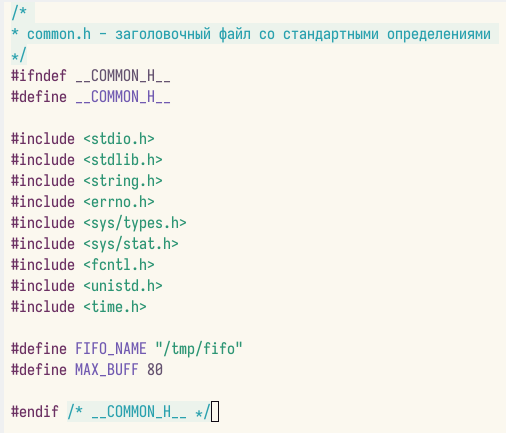 /*
* common.h - заголовочный файл со стандартными определениями
*/
#ifndef __COMMON_H__
#define __COMMON_H__
#include <stdio.h>
#include <stdlib.h>
#include <string.h>
#include <errno.h>
#include <sys/types.h>
#include <sys/stat.h>
#include <fcntl.h>
#include <unistd.h>
#include <time.h>
#define FIFO_NAME "/tmp/fifo"
#define MAX_BUFF 80
#endif /* __COMMON_H__ */